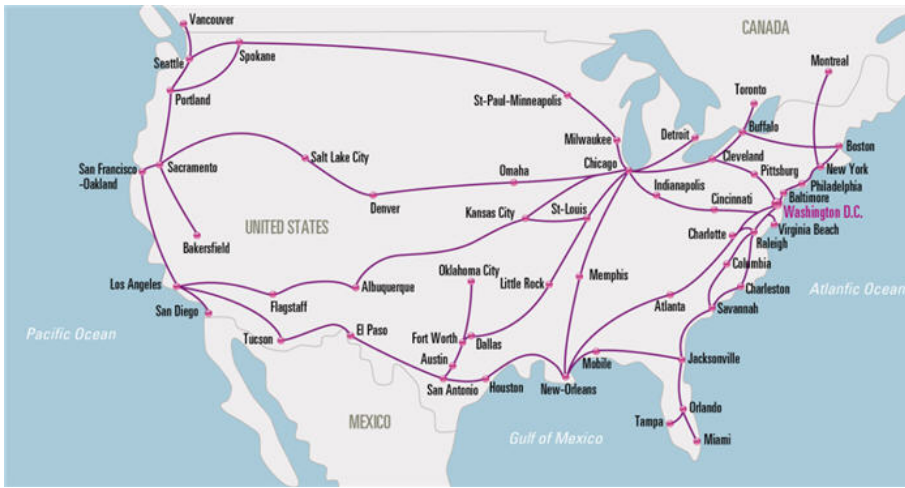 Vancouver
CANADA
Seattle
Spokane
Montreal
Portland
St-Paul-Minneapolis
Toronto
Milwaukee
Detroit
Buffalo
Boston
San Francisco
-Oakland
Sacramento
Salt Lake City
Omaha
Chicago
Cleveland
Pittsburg
New York
Denver
Indianapolis
Philadelphia
Baltimore
Cincinnati
Washington D.C.
Kansas City
St-Louis
UNITED STATES
Virginia Beach
Bakersfield
Charlotte
Raleigh
Columbia
Oklahoma City
Los Angeles
Flagstaff
Albuquerque
Little Rock
Memphis
Charleston
Atlantic Ocean
San Diego
Atlanta
Savannah
Pacific Ocean
Tucson
El Paso
Fort Worth
Dallas
Austin
Mobile
Jacksonville
San Antonio
Houston
New-Orleans
MEXICO
Orlando
Tampa
Gulf of Mexico
Miami